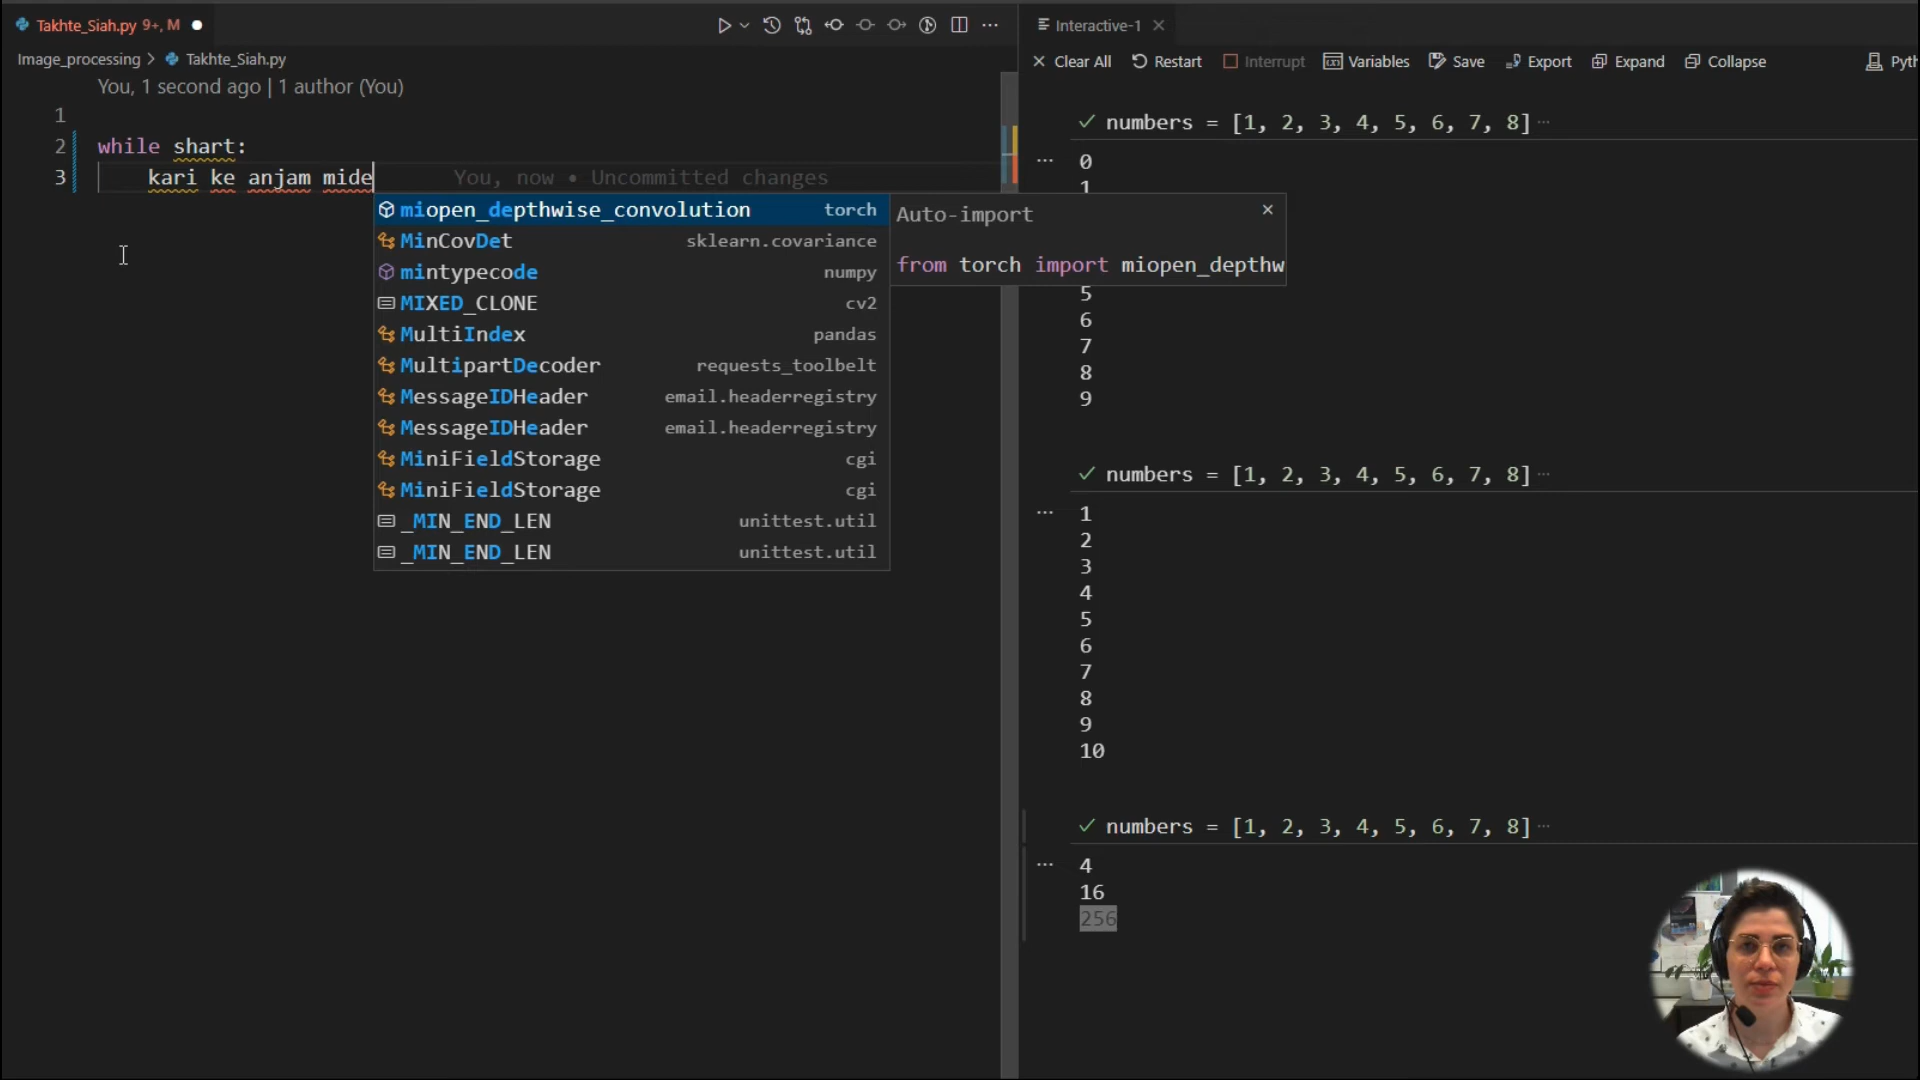 Takhte_Siah.py 9+, M
Image_processing > Takhte_Siah.py
You, 1 second ago | 1 author (You)
1
2 while shart:
3 kari ke anjam mide You, now • Uncommitted changes
miopen_depthwise_convolution torch
MinCovDet sklearn.covariance
mintypecode numpy
MIXED_CLONE cv2
MultiIndex pandas
MultipartDecoder requests_toolbelt
MessageIDHeader email.headerregistry
MessageIDHeader email.headerregistry
MiniFieldStorage cgi
MiniFieldStorage cgi
_MIN_END_LEN unittest.util
_MIN_END_LEN unittest.util
Auto-import
from torch import miopen_depthw
Interactive-1
Clear All Restart Interrupt Variables Save Export Expand Collapse Pyth
numbers = [1, 2, 3, 4, 5, 6, 7, 8] ...
0
1
5
6
7
8
9
numbers = [1, 2, 3, 4, 5, 6, 7, 8] ...
1
2
3
4
5
6
7
8
9
10
numbers = [1, 2, 3, 4, 5, 6, 7, 8] ...
4
16
256